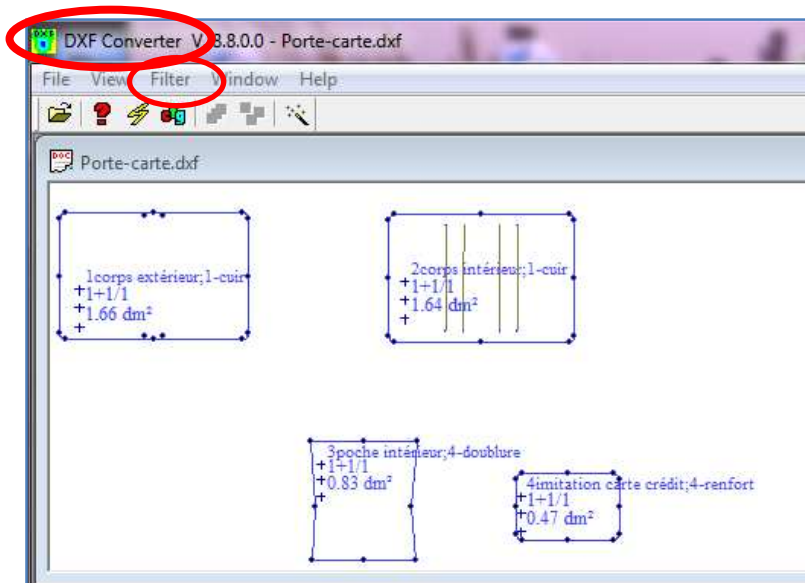 DXF Converter V 8.8.0.0 - Porte-carte.dxf
File View Filter Window Help
Porte-carte.dxf
1corps extérieur;1-cuir
1+1/1
1.66 dm²
2corps intérieur;1-cuir
1+1/1
1.64 dm²
3poche intérieur;4-doublure
1+1/1
0.83 dm²
4imitation carte crédit;4-renfort
1+1/1
0.47 dm²